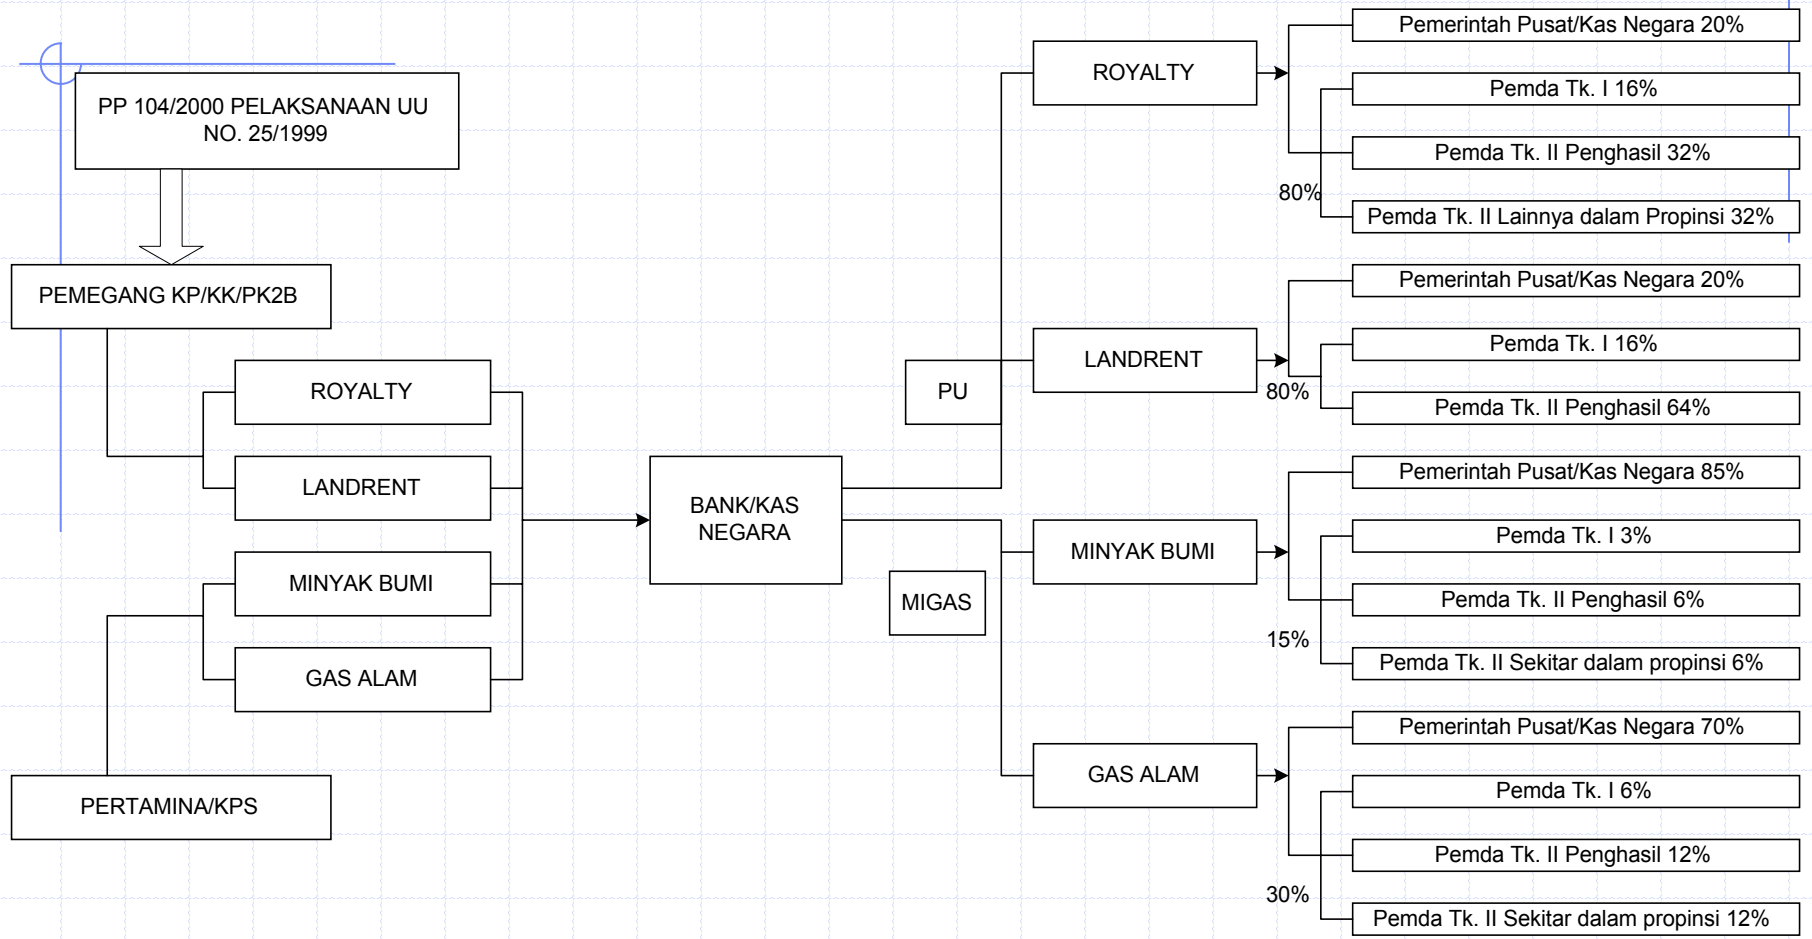 PP 104/2000 PELAKSANAAN UU
NO. 25/1999
PEMEGANG KP/KK/PK2B
ROYALTY
LANDRENT
MINYAK BUMI
GAS ALAM
PERTAMINA/KPS
BANK/KAS
NEGARA
PU
MIGAS
ROYALTY
Pemerintah Pusat/Kas Negara 20%
Pemda Tk. I 16%
Pemda Tk. II Penghasil 32%
80%
Pemda Tk. II Lainnya dalam Propinsi 32%
LANDRENT
Pemerintah Pusat/Kas Negara 20%
Pemda Tk. I 16%
80%
Pemda Tk. II Penghasil 64%
MINYAK BUMI
Pemerintah Pusat/Kas Negara 85%
Pemda Tk. I 3%
Pemda Tk. II Penghasil 6%
15%
Pemda Tk. II Sekitar dalam propinsi 6%
GAS ALAM
Pemerintah Pusat/Kas Negara 70%
Pemda Tk. I 6%
Pemda Tk. II Penghasil 12%
30%
Pemda Tk. II Sekitar dalam propinsi 12%